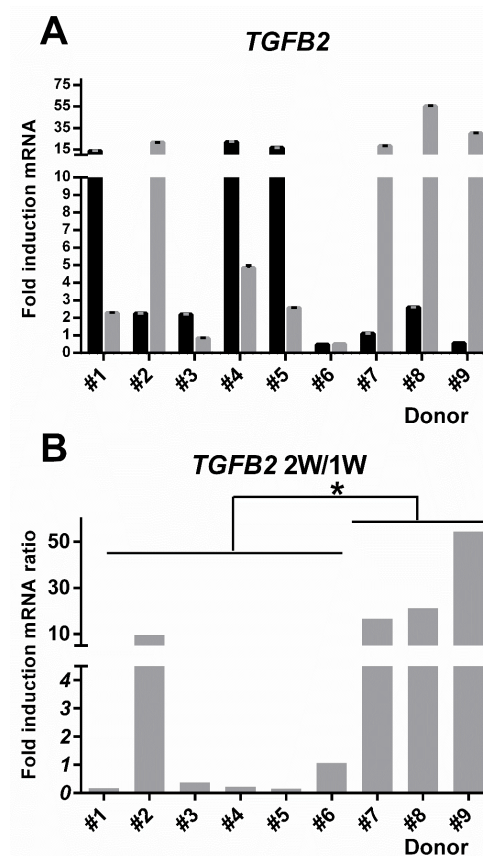 A
TGFB2
Fold induction mRNA
75
55
35
15
10
9
8
7
6
5
4
3
2
1
0
#1 #2 #3 #4 #5 #6 #7 #8 #9
Donor
B
TGFB2 2W/1W
*
Fold induction mRNA ratio
50
30
10
4
3
2
1
0
#1 #2 #3 #4 #5 #6 #7 #8 #9
Donor